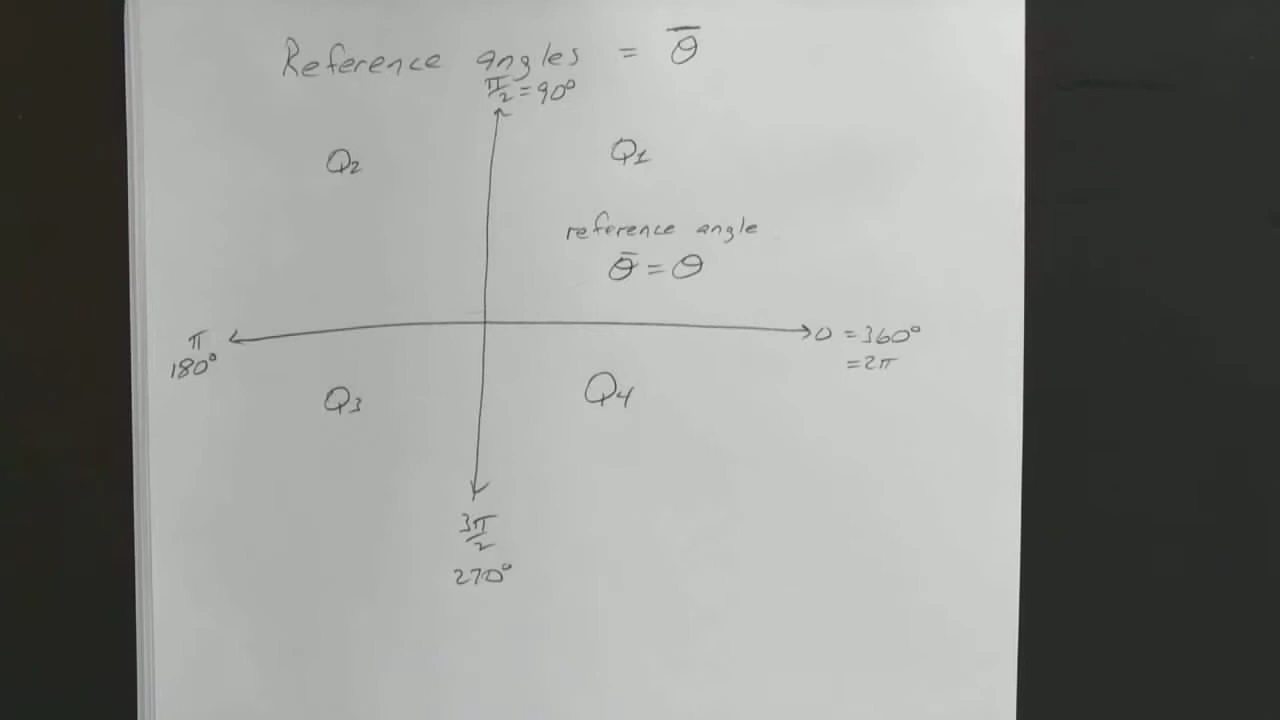 Reference angles = θ̅
π/2 = 90°
Q2
Q1
reference angle
θ̅ = θ
π
180°
0 = 360°
= 2π
Q3
Q4
3π/2
270°